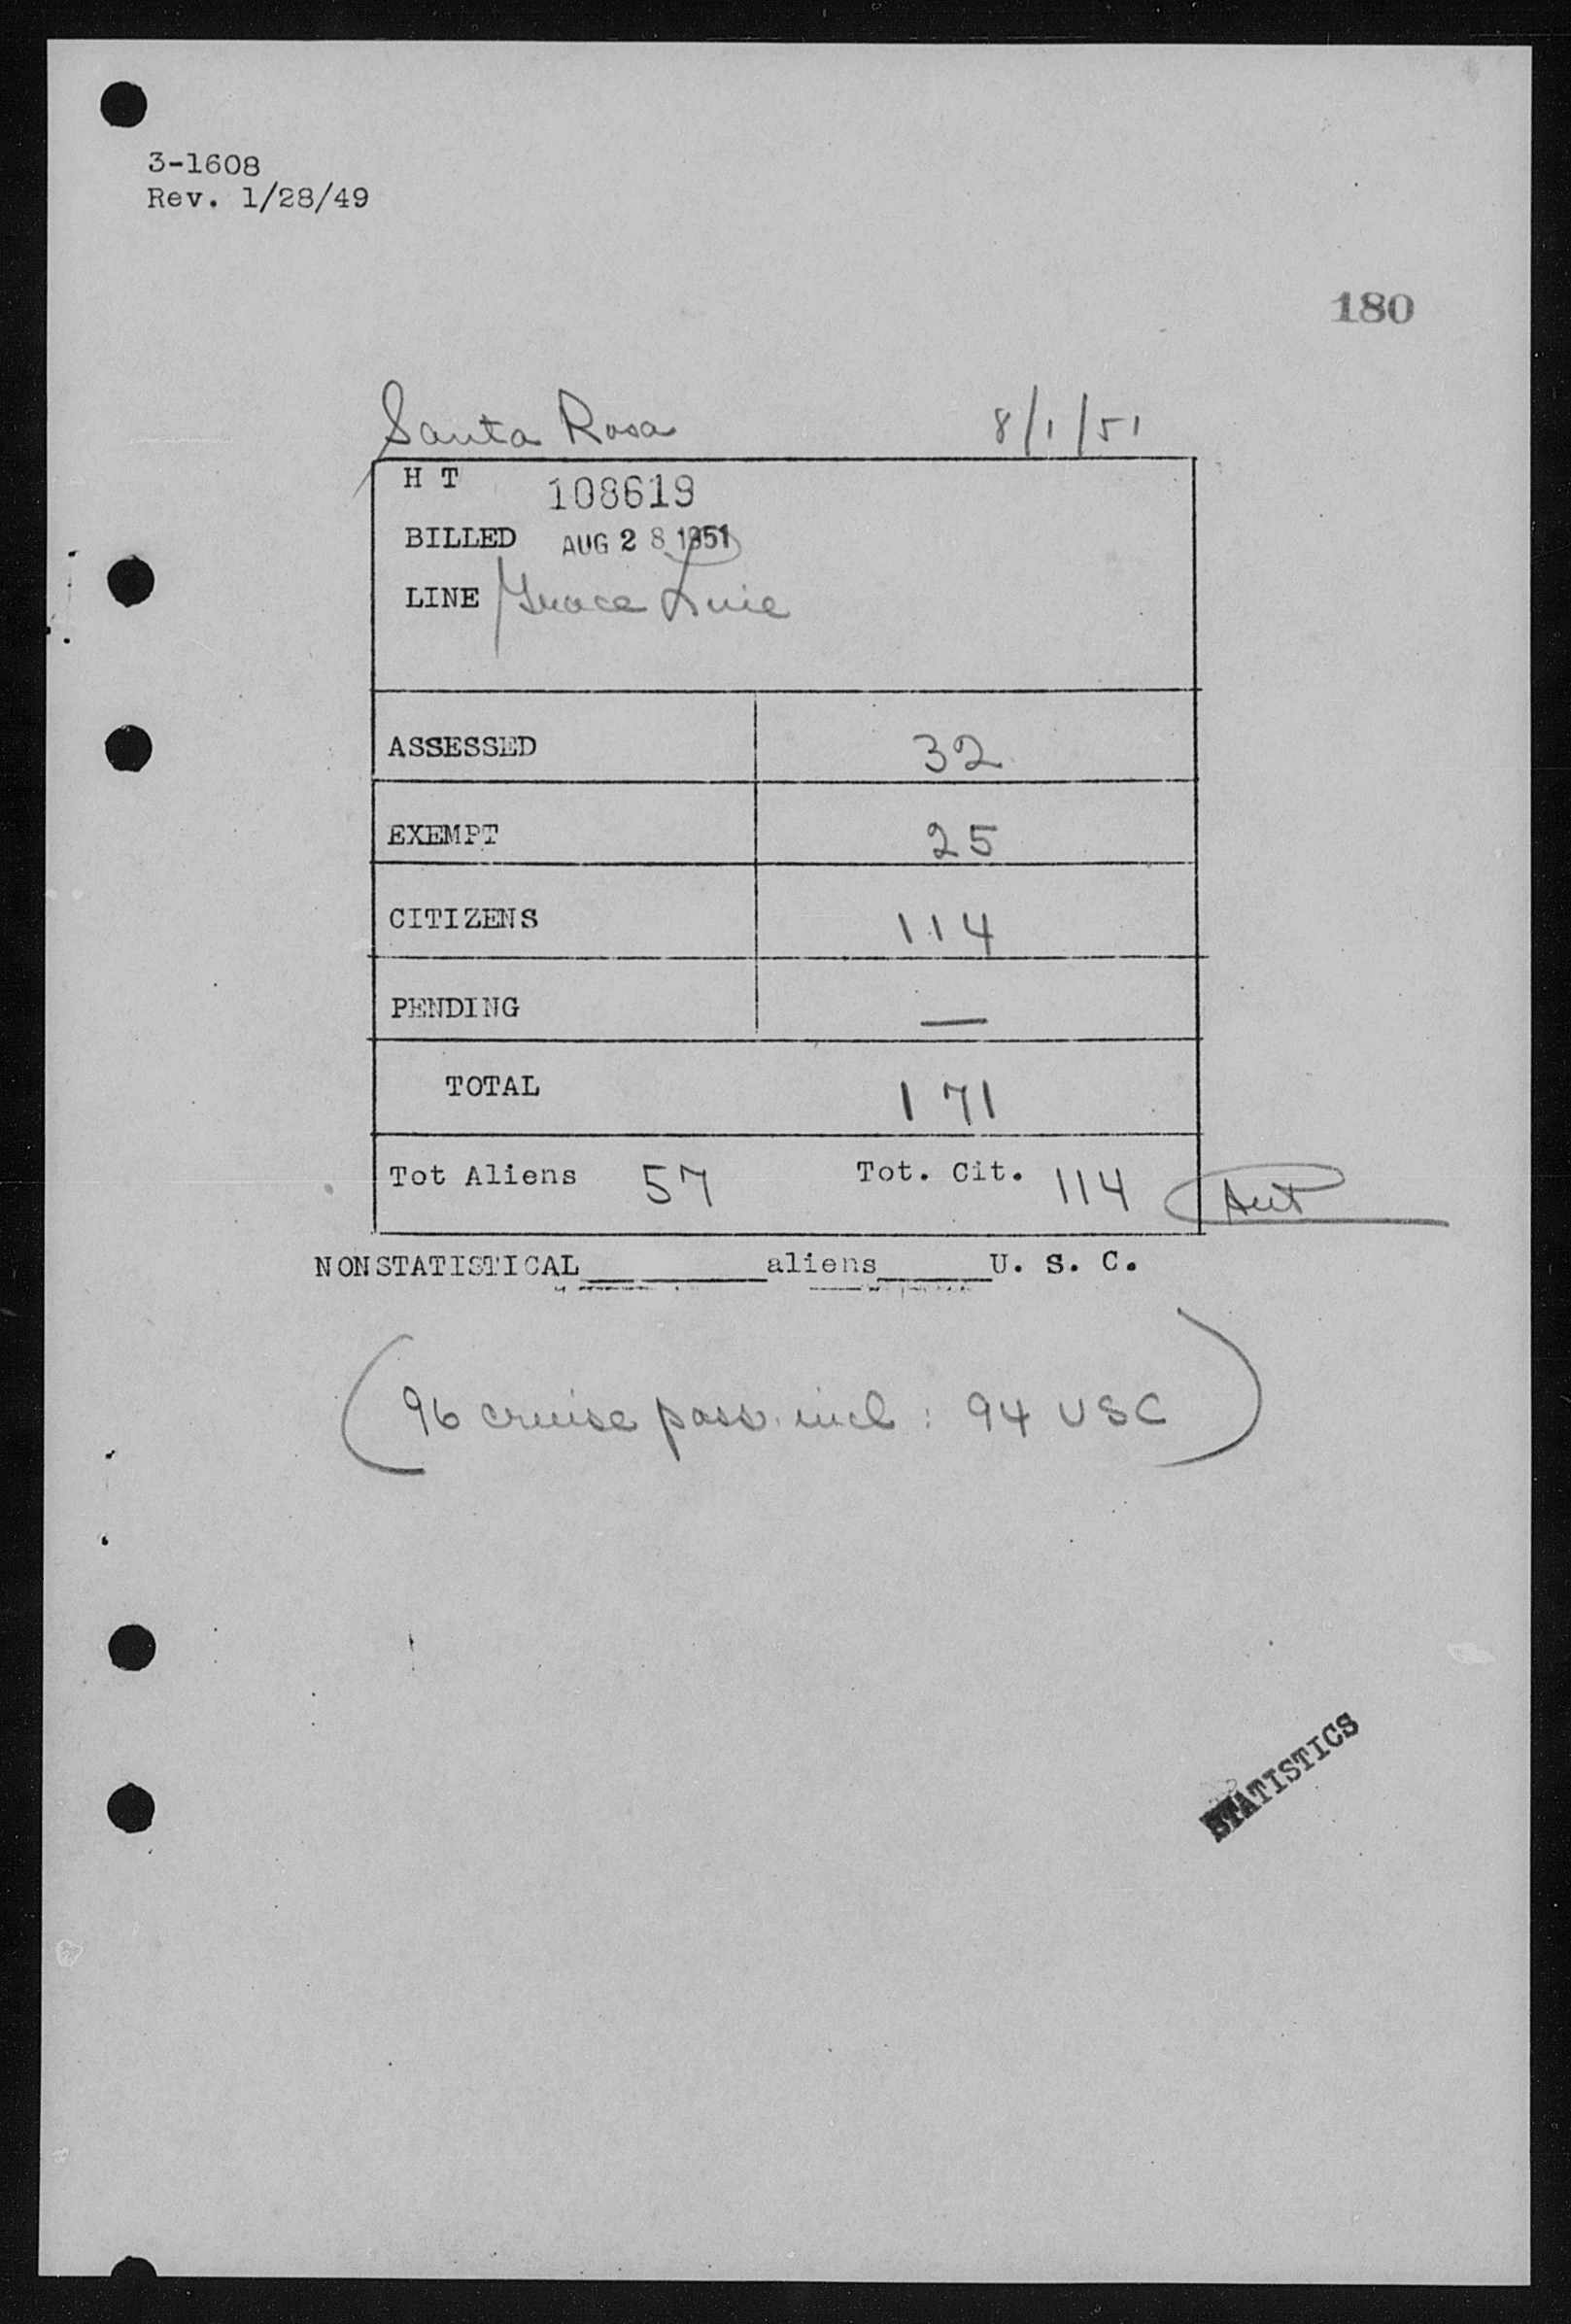 3-1608
Rev. 1/28/49
180
Santa Rosa 8/1/51
H T 108619
BILLED AUG 28 1951
LINE Grace Line
ASSESSED 32
EXEMPT 25
CITIZENS 114
PENDING —
TOTAL 171
Tot Aliens 57 Tot. Cit. 114
NONSTATISTICAL________aliens_____U. S. C.
(96 cruise pass. incl: 94 USC)
STATISTICS